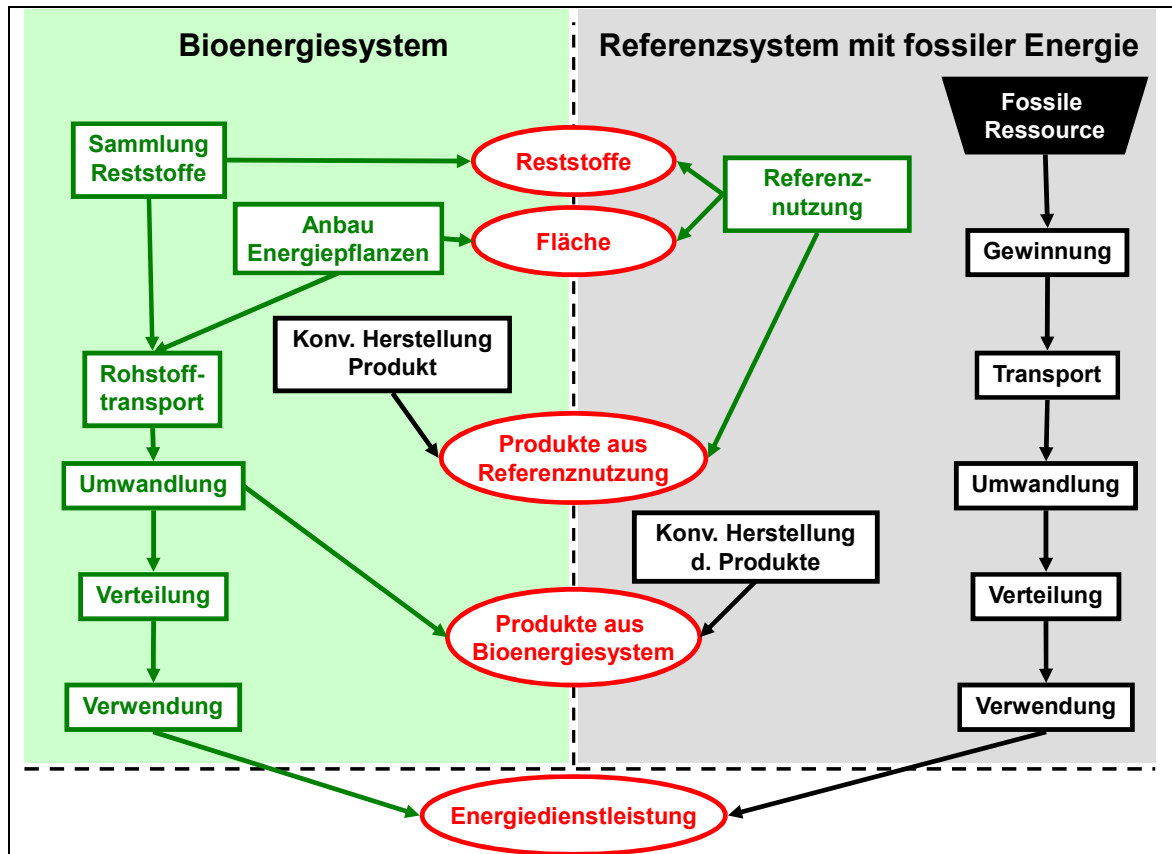 Bioenergiesystem
Referenzsystem mit fossiler Energie
Fossile
Ressource
Sammlung
Reststoffe
Reststoffe
Referenz-
nutzung
Anbau
Energiepflanzen
Fläche
Gewinnung
Konv. Herstellung
Produkt
Rohstoff-
transport
Transport
Produkte aus
Referenznutzung
Umwandlung
Umwandlung
Konv. Herstellung
d. Produkte
Verteilung
Verteilung
Produkte aus
Bioenergiesystem
Verwendung
Verwendung
Energiedienstleistung